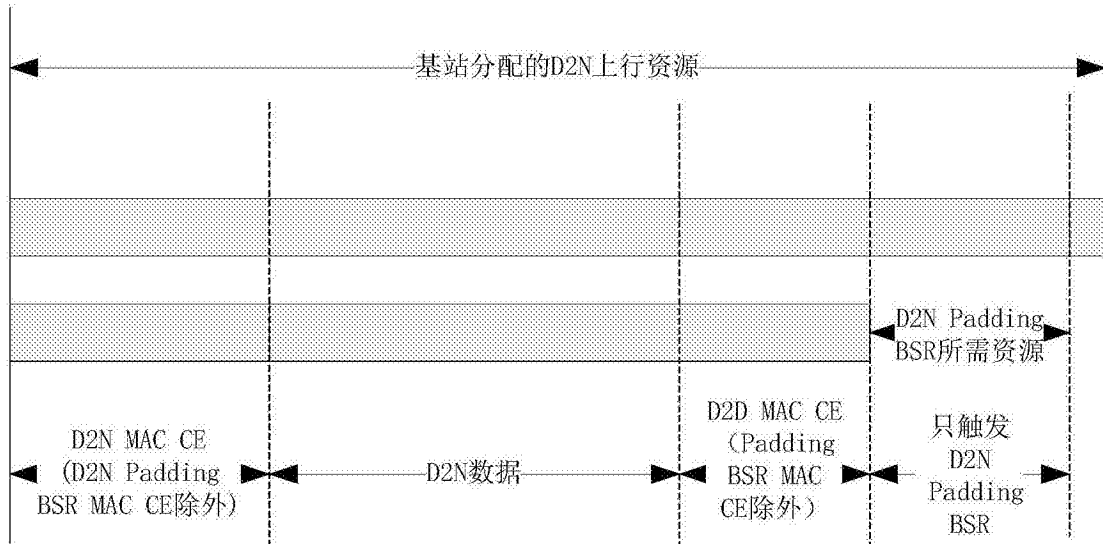 基站分配的D2N上行资源
D2N Padding
BSR所需资源
D2N MAC CE
(D2N Padding
BSR MAC CE除外)
D2N数据
D2D MAC CE
（Padding
BSR MAC
CE除外）
只触发
D2N
Padding
BSR